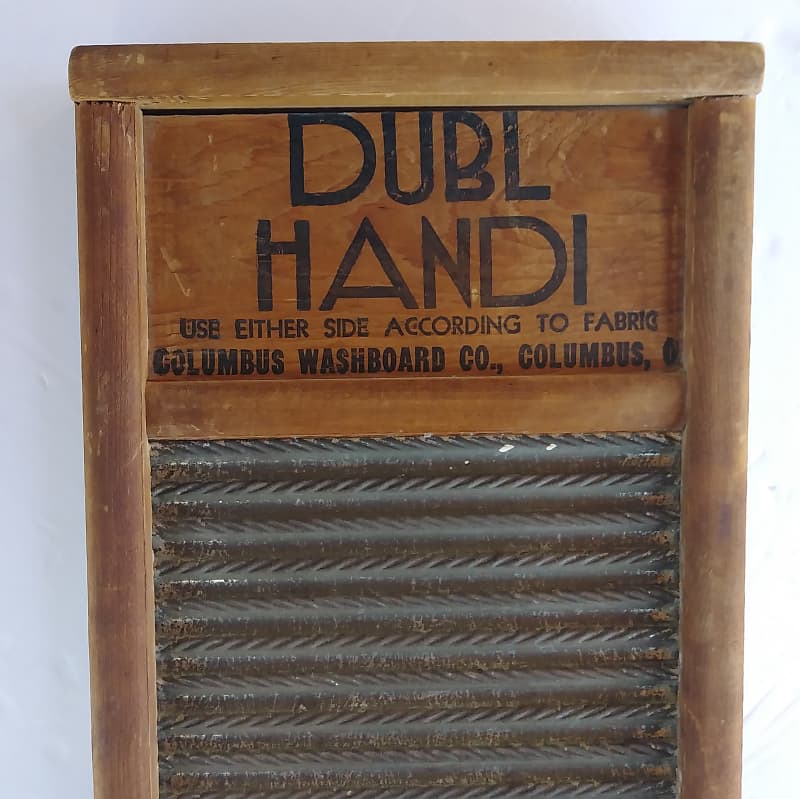 DUBL
HANDI
USE EITHER SIDE ACCORDING TO FABRIC
COLUMBUS WASHBOARD CO., COLUMBUS, O.